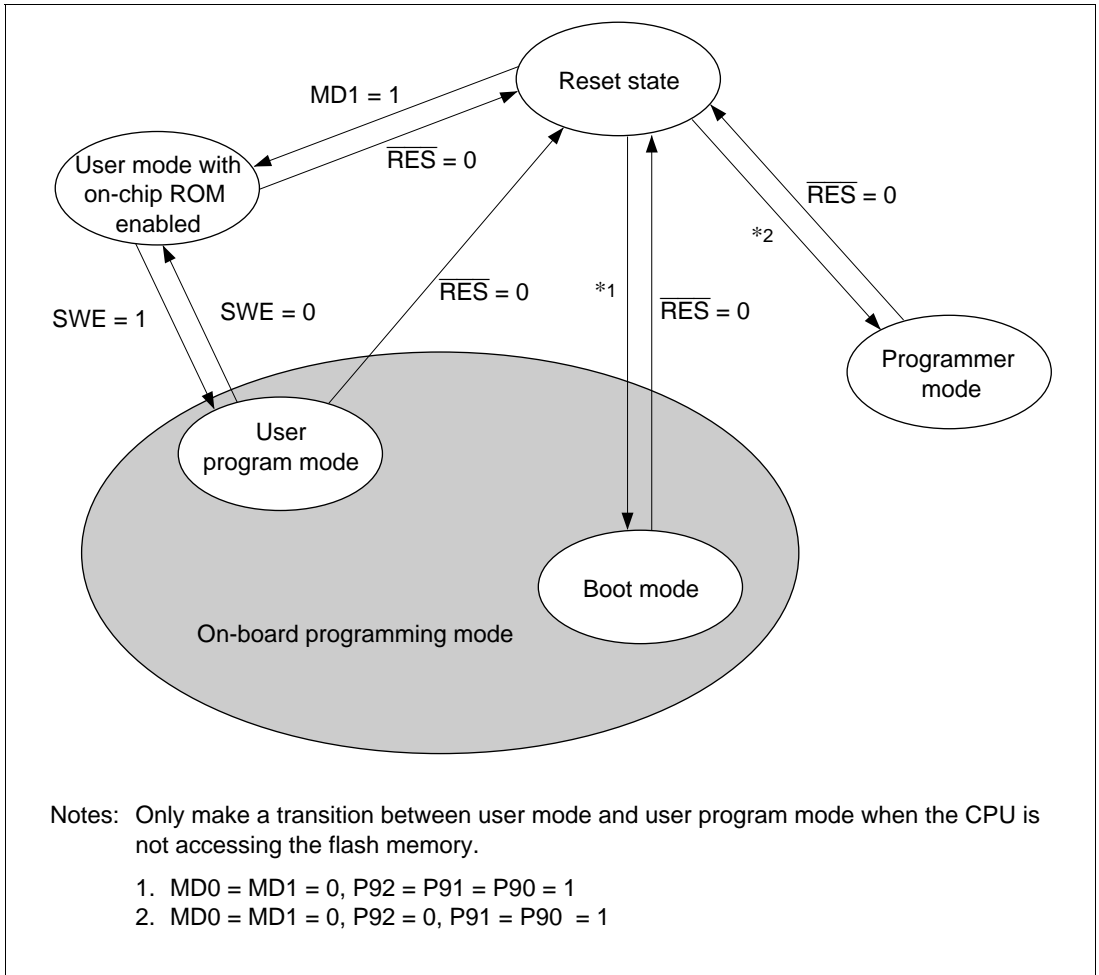 Reset state
MD1 = 1
RES = 0
User mode with
on-chip ROM
enabled
RES = 0
*2
RES = 0
*1
RES = 0
SWE = 1
SWE = 0
Programmer
mode
User
program mode
Boot mode
On-board programming mode
Notes: Only make a transition between user mode and user program mode when the CPU is
not accessing the flash memory.
1. MD0 = MD1 = 0, P92 = P91 = P90 = 1
2. MD0 = MD1 = 0, P92 = 0, P91 = P90 = 1